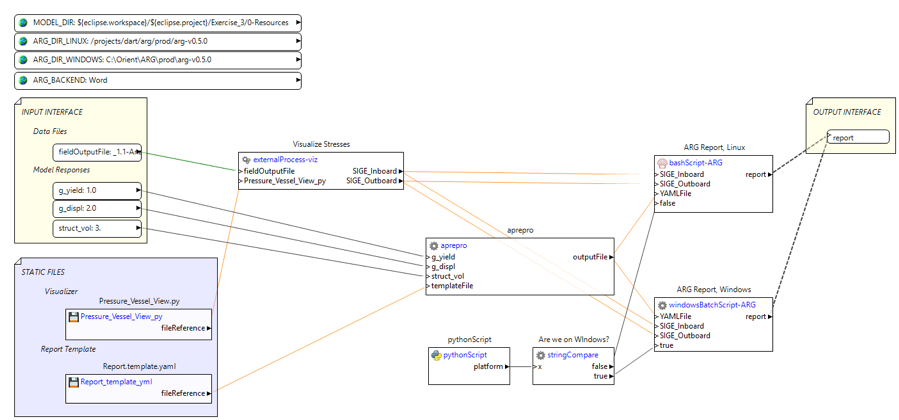 MODEL_DIR: ${eclipse.workspace}/${eclipse.project}/Exercise_3/0-Resources
ARG_DIR_LINUX: /projects/dart/arg/prod/arg-v0.5.0
ARG_DIR_WINDOWS: C:\Orient\ARG\prod\arg-v0.5.0
ARG_BACKEND: Word
INPUT INTERFACE
Data Files
fieldOutputFile: _1.1-An
Model Responses
g_yield: 1.0
g_displ: 2.0
struct_vol: 3.
STATIC FILES
Visualizer
Pressure_Vessel_View.py
Pressure_Vessel_View_py
fileReference
Report Template
Report.template.yaml
Report_template_yml
fileReference
Visualize Stresses
externalProcess-viz
fieldOutputFile
SIGE_Inboard
Pressure_Vessel_View_py
SIGE_Outboard
aprepro
aprepro
g_yield
outputFile
g_displ
struct_vol
templateFile
pythonScript
pythonScript
platform
Are we on WIndows?
stringCompare
x
false
true
ARG Report, Linux
bashScript-ARG
SIGE_Inboard
report
SIGE_Outboard
YAMLFile
false
ARG Report, Windows
windowsBatchScript-ARG
YAMLFile
report
SIGE_Inboard
SIGE_Outboard
true
OUTPUT INTERFACE
report